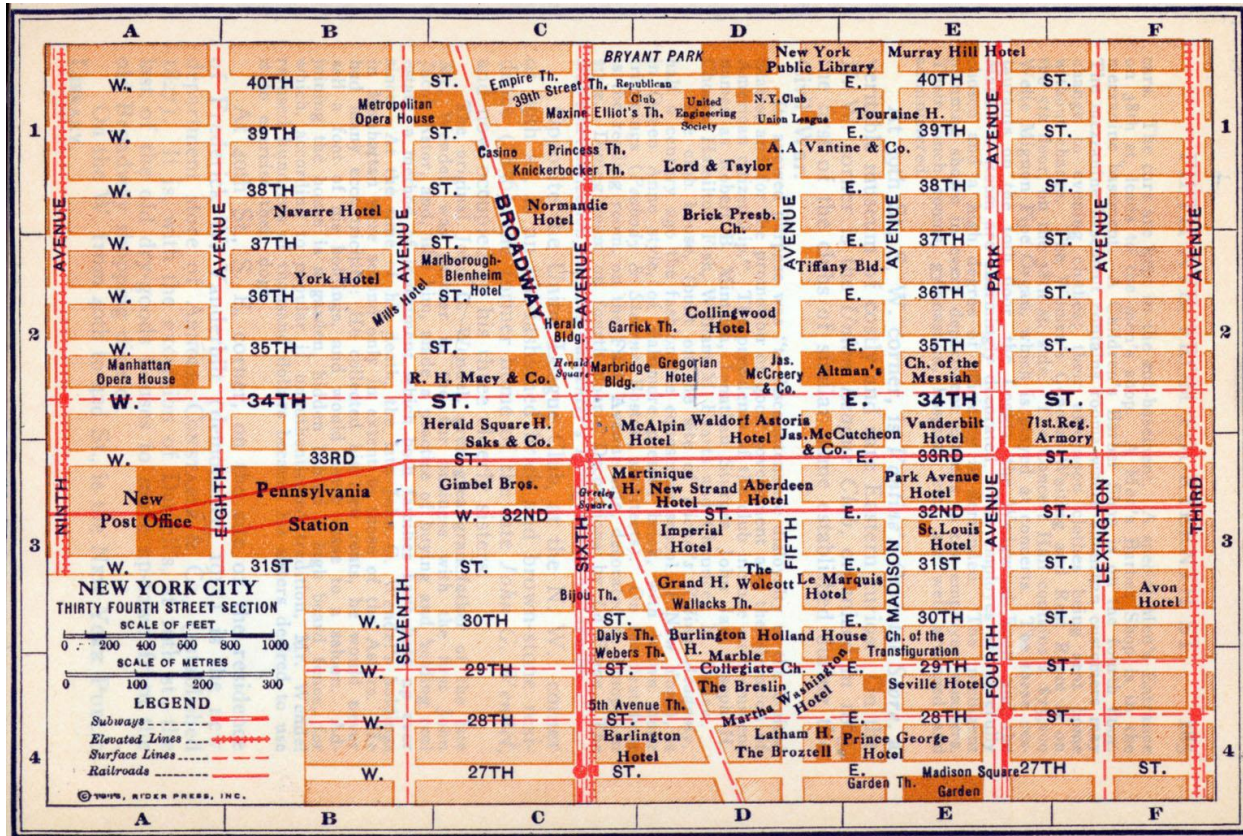 A B C D E F
BRYANT PARK
New York
Public Library
Murray Hill Hotel
W. 40TH ST. E. 40TH ST.
Empire Th.
39th Street Th.
Republican
Club
Metropolitan
Opera House
Maxine Elliot's Th.
United
Engineering
Society
N.Y. Club
Union League
Touraine H.
1
1
W. 39TH ST. E. 39TH ST.
Casino
Princess Th.
Knickerbocker Th.
Lord & Taylor
A.A. Vantine & Co.
W. 38TH ST. E. 38TH ST.
Navarre Hotel
Normandie
Hotel
Brick Presb.
Ch.
W. 37TH ST. E. 37TH ST.
York Hotel
Mills Hotel
Marlborough-
Blenheim
Hotel
Tiffany Bld.
W. 36TH ST. E. 36TH ST.
Herald
Bldg.
Garrick Th.
Collingwood
Hotel
2
2
W. 35TH ST. E. 35TH ST.
Manhattan
Opera House
R. H. Macy & Co.
Herald
Square
Marbridge
Bldg.
Gregorian
Hotel
Jas.
McCreery
& Co.
Altman's
Ch. of the
Messiah
W. 34TH ST. E. 34TH ST.
Herald Square H.
Saks & Co.
McAlpin
Hotel
Waldorf Astoria
Hotel
Jas. McCutcheon
& Co.
Vanderbilt
Hotel
71st. Reg.
Armory
W. 33RD ST. E. 33RD ST.
New
Post Office
Pennsylvania
Station
Gimbel Bros.
Greeley
Square
Martinique
H.
New Strand
Hotel
Aberdeen
Hotel
Park Avenue
Hotel
W. 32ND ST. E. 32ND ST.
Imperial
Hotel
St. Louis
Hotel
3
3
W. 31ST ST. E. 31ST ST.
Bijou Th.
Grand H.
Wallacks Th.
The
Wolcott
Le Marquis
Hotel
Avon
Hotel
W. 30TH ST. E. 30TH ST.
Dalys Th.
Webers Th.
Burlington
H.
Holland House
Marble
Collegiate Ch.
Ch. of the
Transfiguration
W. 29TH ST. E. 29TH ST.
The Breslin
Martha Washington
Hotel
Seville Hotel
5th Avenue Th.
W. 28TH ST. E. 28TH ST.
Earlington
Hotel
Latham H.
The Broztell
Prince George
Hotel
4
4
W. 27TH ST. E. 27TH ST.
Garden Th.
Madison Square
Garden
NINTH AVENUE
EIGHTH AVENUE
SEVENTH AVENUE
BROADWAY
SIXTH AVENUE
FIFTH AVENUE
MADISON AVENUE
PARK AVENUE
FOURTH AVENUE
LEXINGTON AVENUE
THIRD AVENUE
NEW YORK CITY
THIRTY FOURTH STREET SECTION
SCALE OF FEET
0 200 400 600 800 1000
SCALE OF METRES
0 100 200 300
LEGEND
Subways
Elevated Lines
Surface Lines
Railroads
RIDER PRESS, INC.
A B C D E F